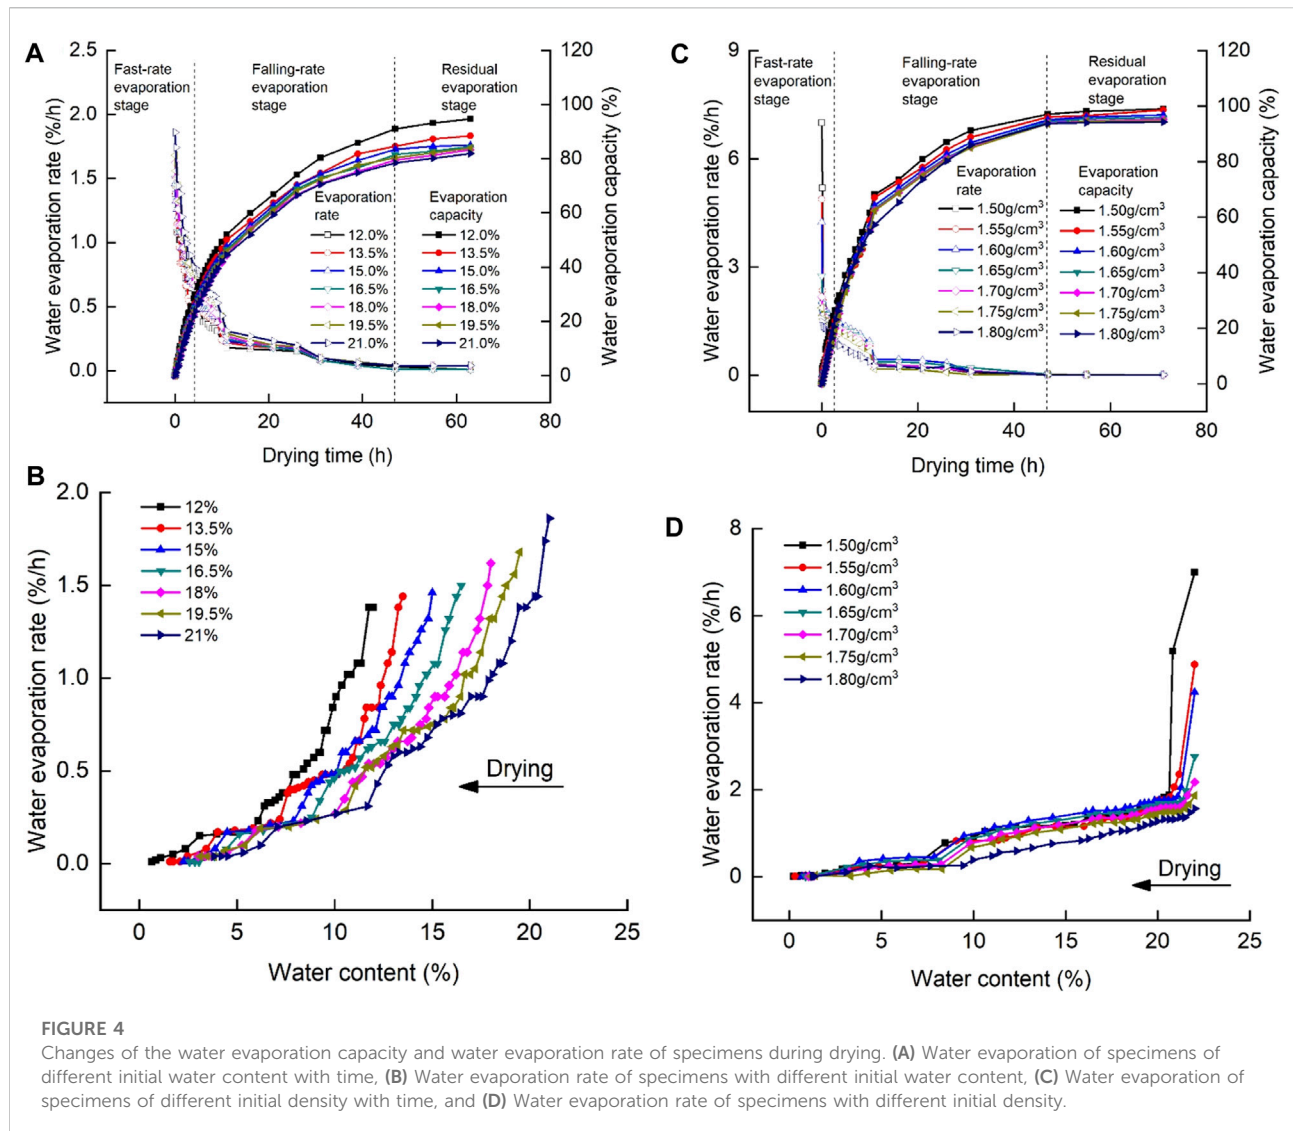 A
Water evaporation rate (%/h)
2.5
2.0
1.5
1.0
0.5
0.0
Fast-rate
evaporation
stage
Falling-rate
evaporation
stage
Residual
evaporation
stage
Evaporation
rate
12.0%
13.5%
15.0%
16.5%
18.0%
19.5%
21.0%
Evaporation
capacity
12.0%
13.5%
15.0%
16.5%
18.0%
19.5%
21.0%
120
100
80
60
40
20
0
Water evaporation capacity (%)
0 20 40 60 80
Drying time (h)
C
Water evaporation rate (%/h)
9
6
3
0
Fast-rate
evaporation
stage
Falling-rate
evaporation
stage
Residual
evaporation
stage
Evaporation
rate
1.50g/cm³
1.55g/cm³
1.60g/cm³
1.65g/cm³
1.70g/cm³
1.75g/cm³
1.80g/cm³
Evaporation
capacity
1.50g/cm³
1.55g/cm³
1.60g/cm³
1.65g/cm³
1.70g/cm³
1.75g/cm³
1.80g/cm³
120
100
80
60
40
20
0
Water evaporation capacity (%)
0 20 40 60 80
Drying time (h)
B
Water evaporation rate (%/h)
2.0
1.5
1.0
0.5
0.0
12%
13.5%
15%
16.5%
18%
19.5%
21%
Drying
0 5 10 15 20 25
Water content (%)
D
Water evaporation rate (%/h)
8
6
4
2
0
1.50g/cm³
1.55g/cm³
1.60g/cm³
1.65g/cm³
1.70g/cm³
1.75g/cm³
1.80g/cm³
Drying
0 5 10 15 20 25
Water content (%)
FIGURE 4
Changes of the water evaporation capacity and water evaporation rate of specimens during drying. (A) Water evaporation of specimens of
different initial water content with time, (B) Water evaporation rate of specimens with different initial water content, (C) Water evaporation of
specimens of different initial density with time, and (D) Water evaporation rate of specimens with different initial density.